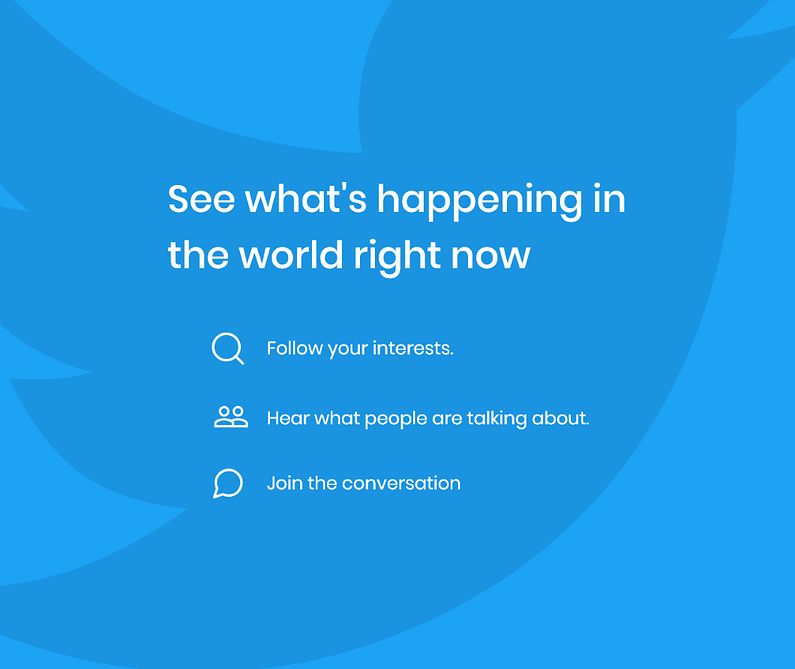 See what's happening in
the world right now
Follow your interests.
Hear what people are talking about.
Join the conversation